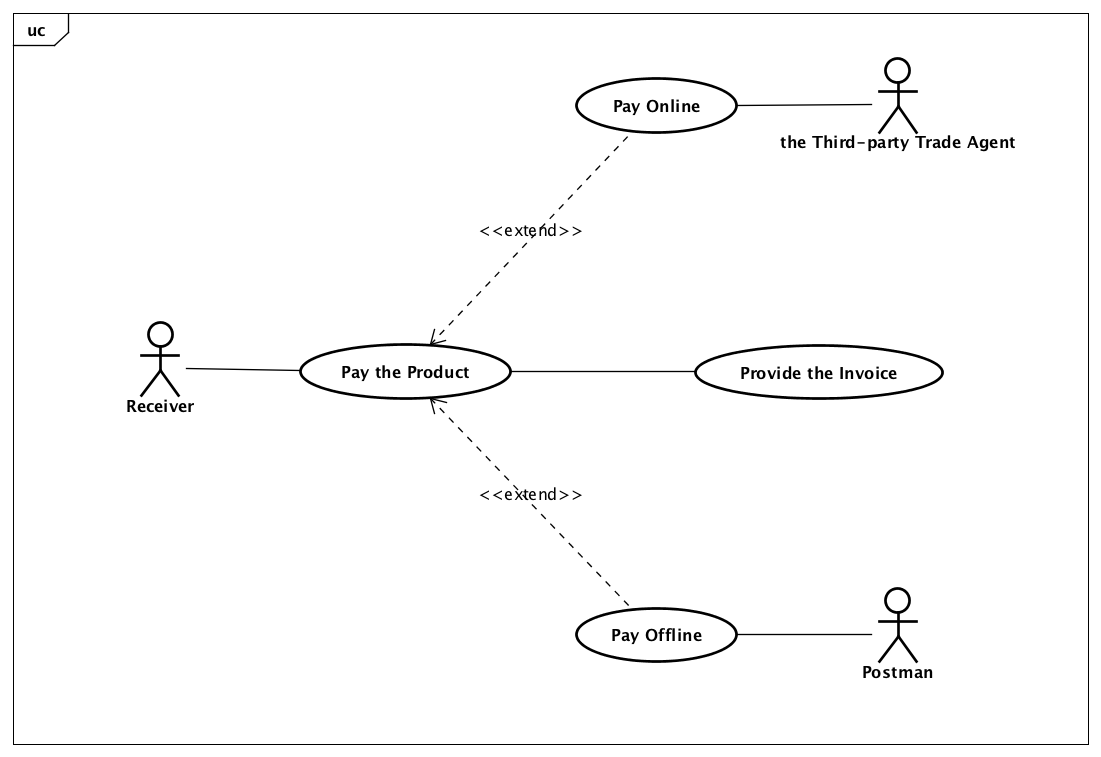 uc
Pay Online
the Third-party Trade Agent
<<extend>>
Receiver
Pay the Product
Provide the Invoice
<<extend>>
Pay Offline
Postman